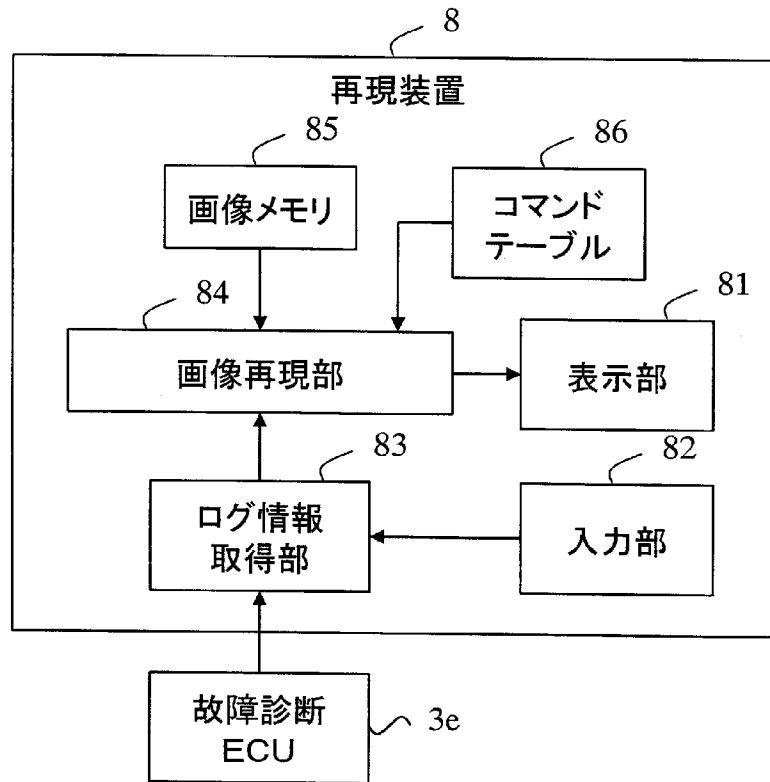 8
再現装置
85
画像メモリ
86
コマンド
テーブル
84
画像再現部
81
表示部
83
ログ情報
取得部
82
入力部
故障診断
ECU
3e